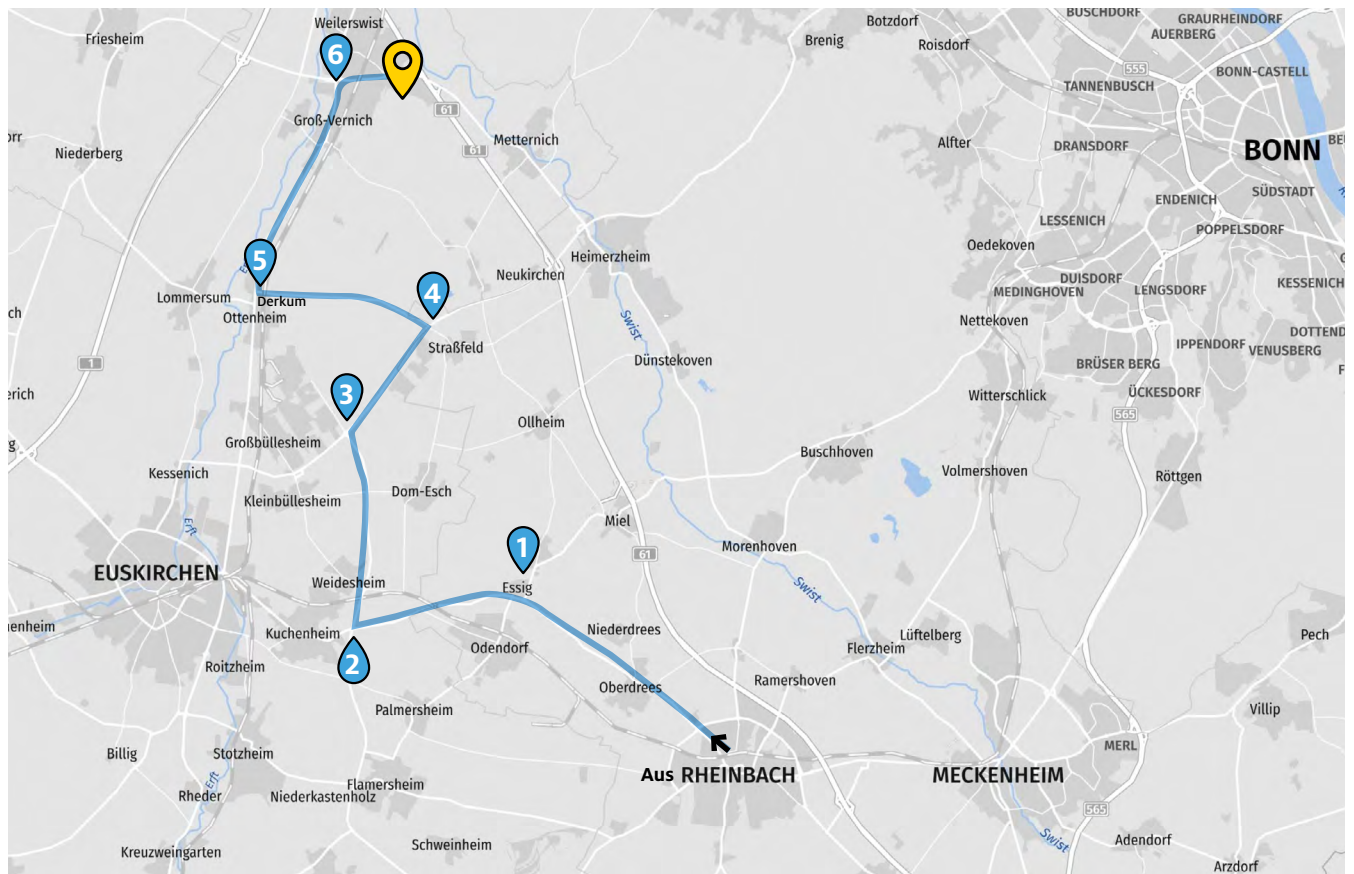 Weilerswist
Friesheim
6
Botzdorf
Brenig
Roisdorf
BUSCHDORF
GRAURHEINDORF
AUERBERG
555
BONN-CASTELL
TANNENBUSCH
61
Groß-Vernich
Metternich
61
Niederberg
Alfter
DRANSDORF
BONN
ENDENICH
SÜDSTADT
LESSENICH
POPPELSDORF
Oedekoven
5
Heimerzheim
Neukirchen
DUISDORF
MEDINGHOVEN
LENGSDORF
KESSENICH
4
Lommersum
Derkum
Ottenheim
Nettekoven
Swist
Straßfeld
Dünstekoven
IPPENDORF
DOTTEND
VENUSBERG
BRÜSER BERG
1
ÜCKESDORF
3
Witterschlick
565
Ollheim
Großbüllesheim
Buschhoven
Kessenich
Volmershoven
Röttgen
Dom-Esch
Kleinbüllesheim
Miel
Erft
1
61
Morenhoven
EUSKIRCHEN
Weidesheim
Essig
Swist
Kuchenheim
Niederdrees
Lüftelberg
Pech
Odendorf
Flerzheim
2
Roitzheim
Oberdrees
Ramershoven
Palmersheim
Villip
Billig
Stotzheim
MERL
Aus RHEINBACH
MECKENHEIM
Erft
Rheder
Niederkastenholz
Flamersheim
565
Swist
Adendorf
Schweinheim
Kreuzweingarten
Arzdorf